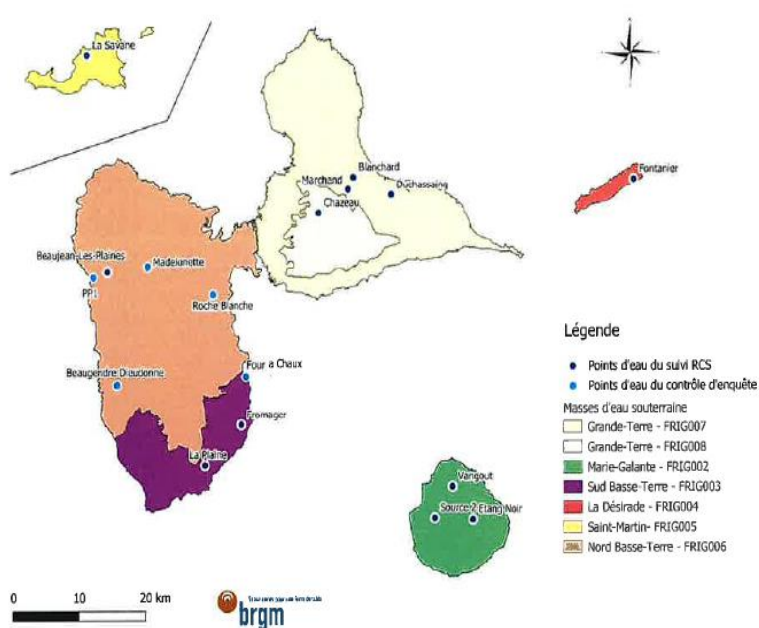 La Savane
Blanchard
Marchand
Duchassaing
Chazeau
Fontanier
Beaujean-Les-Plaines
Madelonette
PP1
Roche Blanche
Beaugendre Dieudonne
Four a Chaux
Fromager
La Plaine
Vangout
Source 2
Etang Noir
Légende
Points d'eau du suivi RCS
Points d'eau du contrôle d'enquête
Masses d'eau souterraine
Grande-Terre - FRIG007
Grande-Terre - FRIG008
Marie-Galante - FRIG002
Sud Basse-Terre - FRIG003
La Désirade - FRIG004
Saint-Martin- FRIG005
Nord Basse-Terre - FRIG006
0 10 20 km
brgm